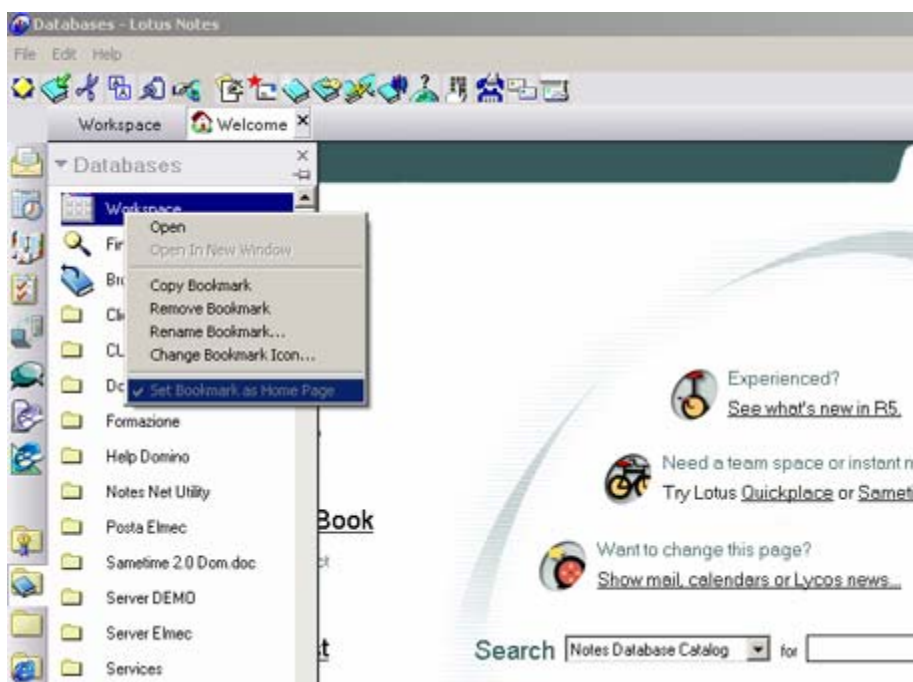 Databases - Lotus Notes
File Edit Help
Workspace Welcome
Databases
Workspace
Open
Open In New Window
Copy Bookmark
Remove Bookmark
Rename Bookmark...
Change Bookmark Icon...
Set Bookmark as Home Page
Formazione
Help Domino
Notes Net Utility
Posta Elmec
Sametime 2.0 Dom.doc
Server DEMO
Server Elmec
Services
Book
Experienced?
See what's new in R5.
Need a team space or instant
Try Lotus Quickplace or
Want to change this page?
Show mail, calendars or Lycos news...
Search Notes Database Catalog for